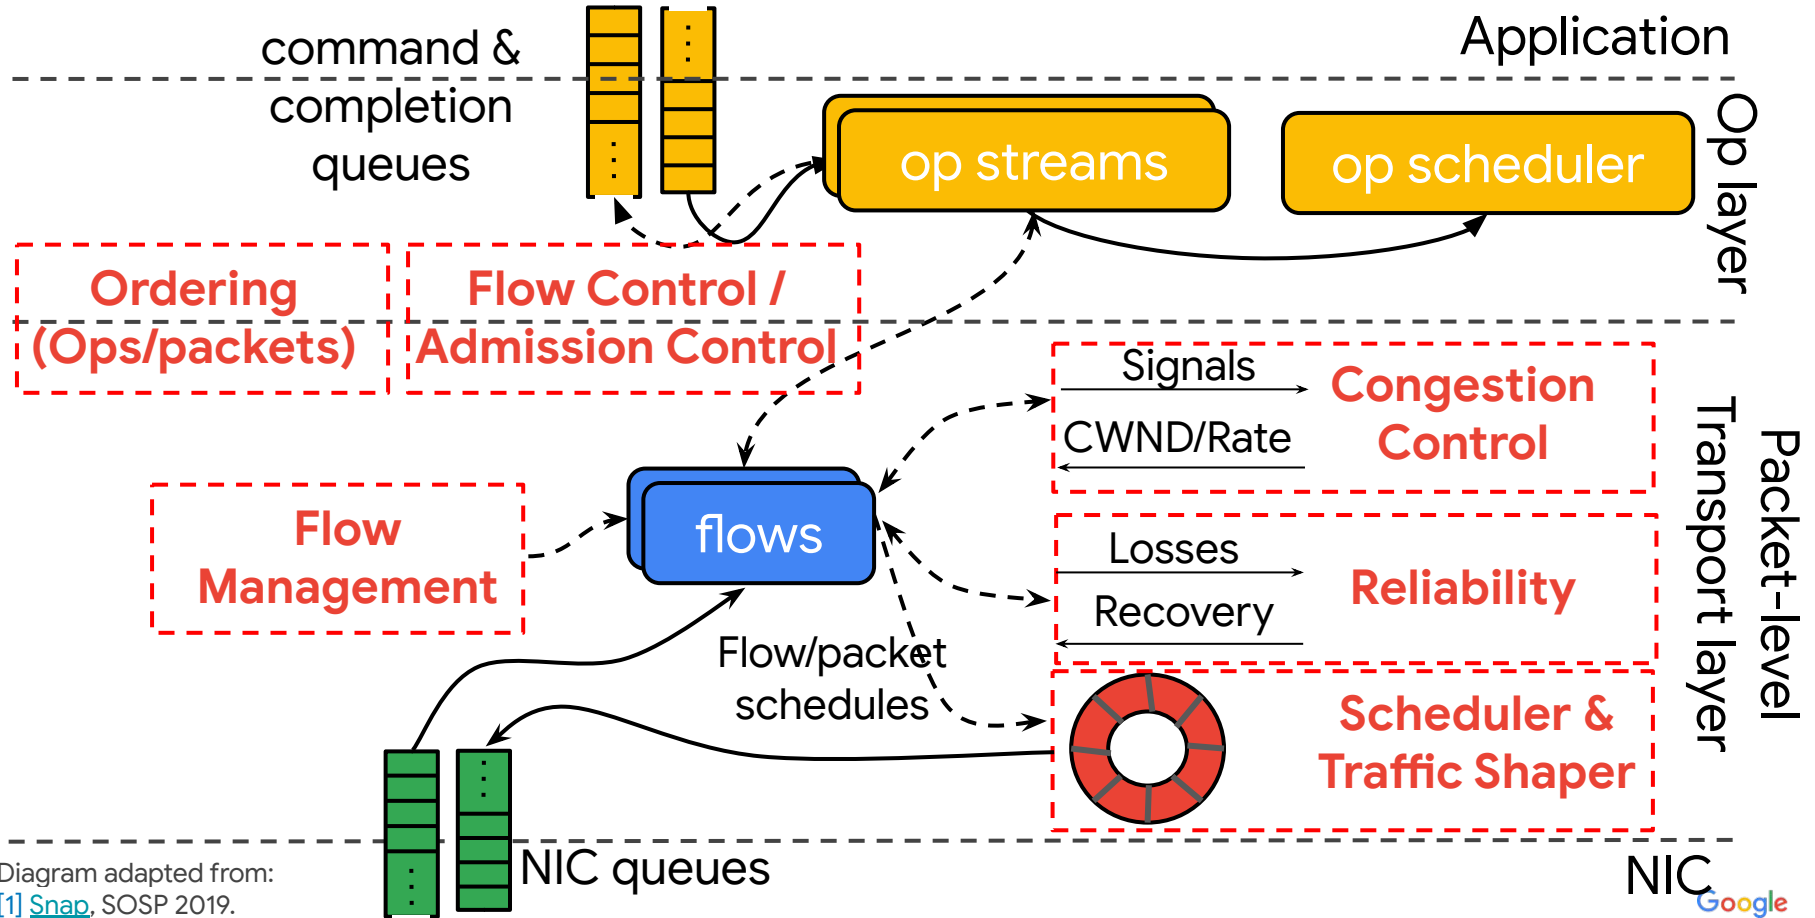 command &
completion
queues
Application
op streams
op scheduler
Op layer
Ordering
(Ops/packets)
Flow Control /
Admission Control
Signals
CWND/Rate
Congestion
Control
Packet-level
Transport layer
Flow
Management
flows
Losses
Recovery
Reliability
Flow/packet
schedules
Scheduler &
Traffic Shaper
NIC queues
NIC
Diagram adapted from:
[1] Snap, SOSP 2019.
Google